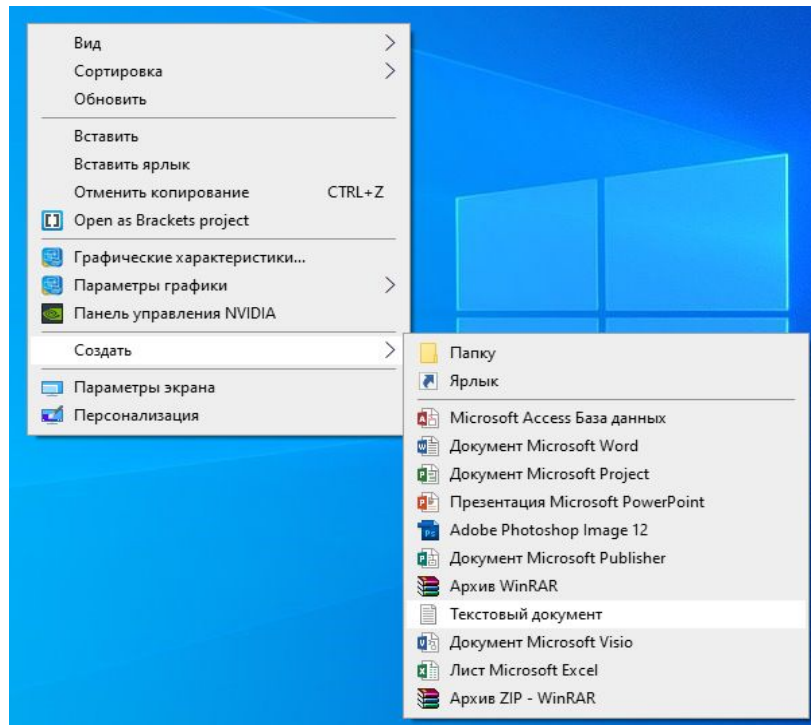 Вид
Сортировка
Обновить
Вставить
Вставить ярлык
Отменить копирование CTRL+Z
Open as Brackets project
Графические характеристики...
Параметры графики
Панель управления NVIDIA
Создать
Параметры экрана
Персонализация
Папку
Ярлык
Microsoft Access База данных
Документ Microsoft Word
Документ Microsoft Project
Презентация Microsoft PowerPoint
Adobe Photoshop Image 12
Документ Microsoft Publisher
Архив WinRAR
Текстовый документ
Документ Microsoft Visio
Лист Microsoft Excel
Архив ZIP - WinRAR